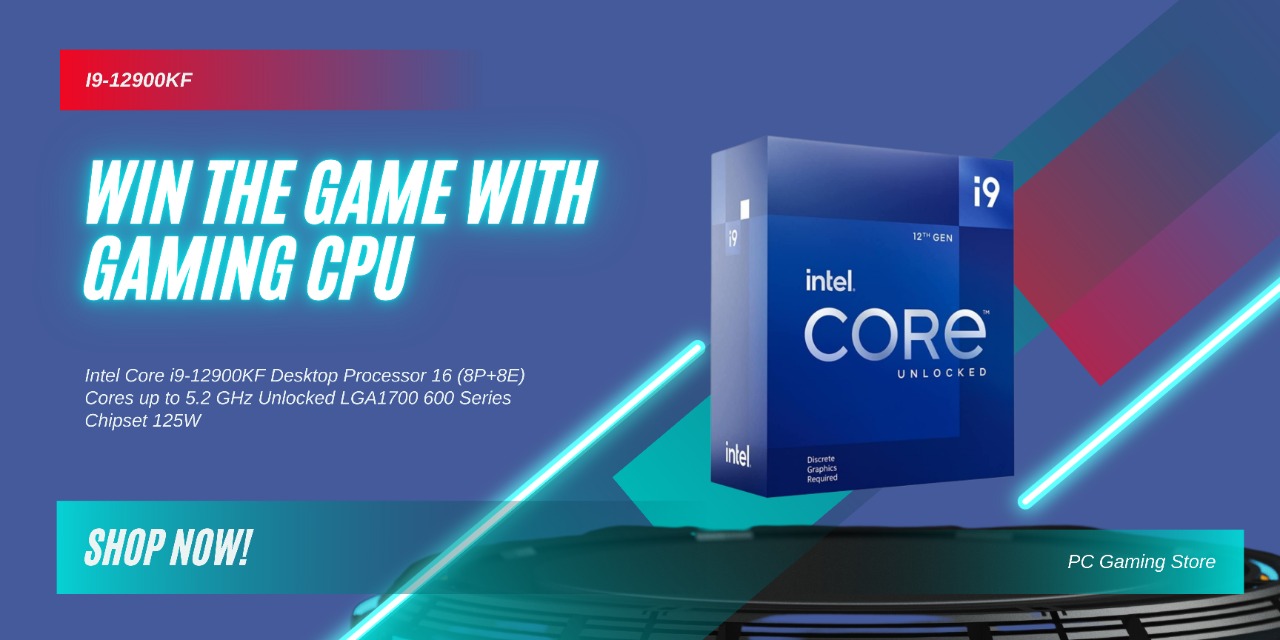 I9-12900KF
WIN THE GAME WITH
GAMING CPU
Intel Core i9-12900KF Desktop Processor 16 (8P+8E)
Cores up to 5.2 GHz Unlocked LGA1700 600 Series
Chipset 125W
SHOP NOW!
i9
i9
12TH GEN
intel.
CORE™
UNLOCKED
intel.
Discrete
Graphics
Required
PC Gaming Store